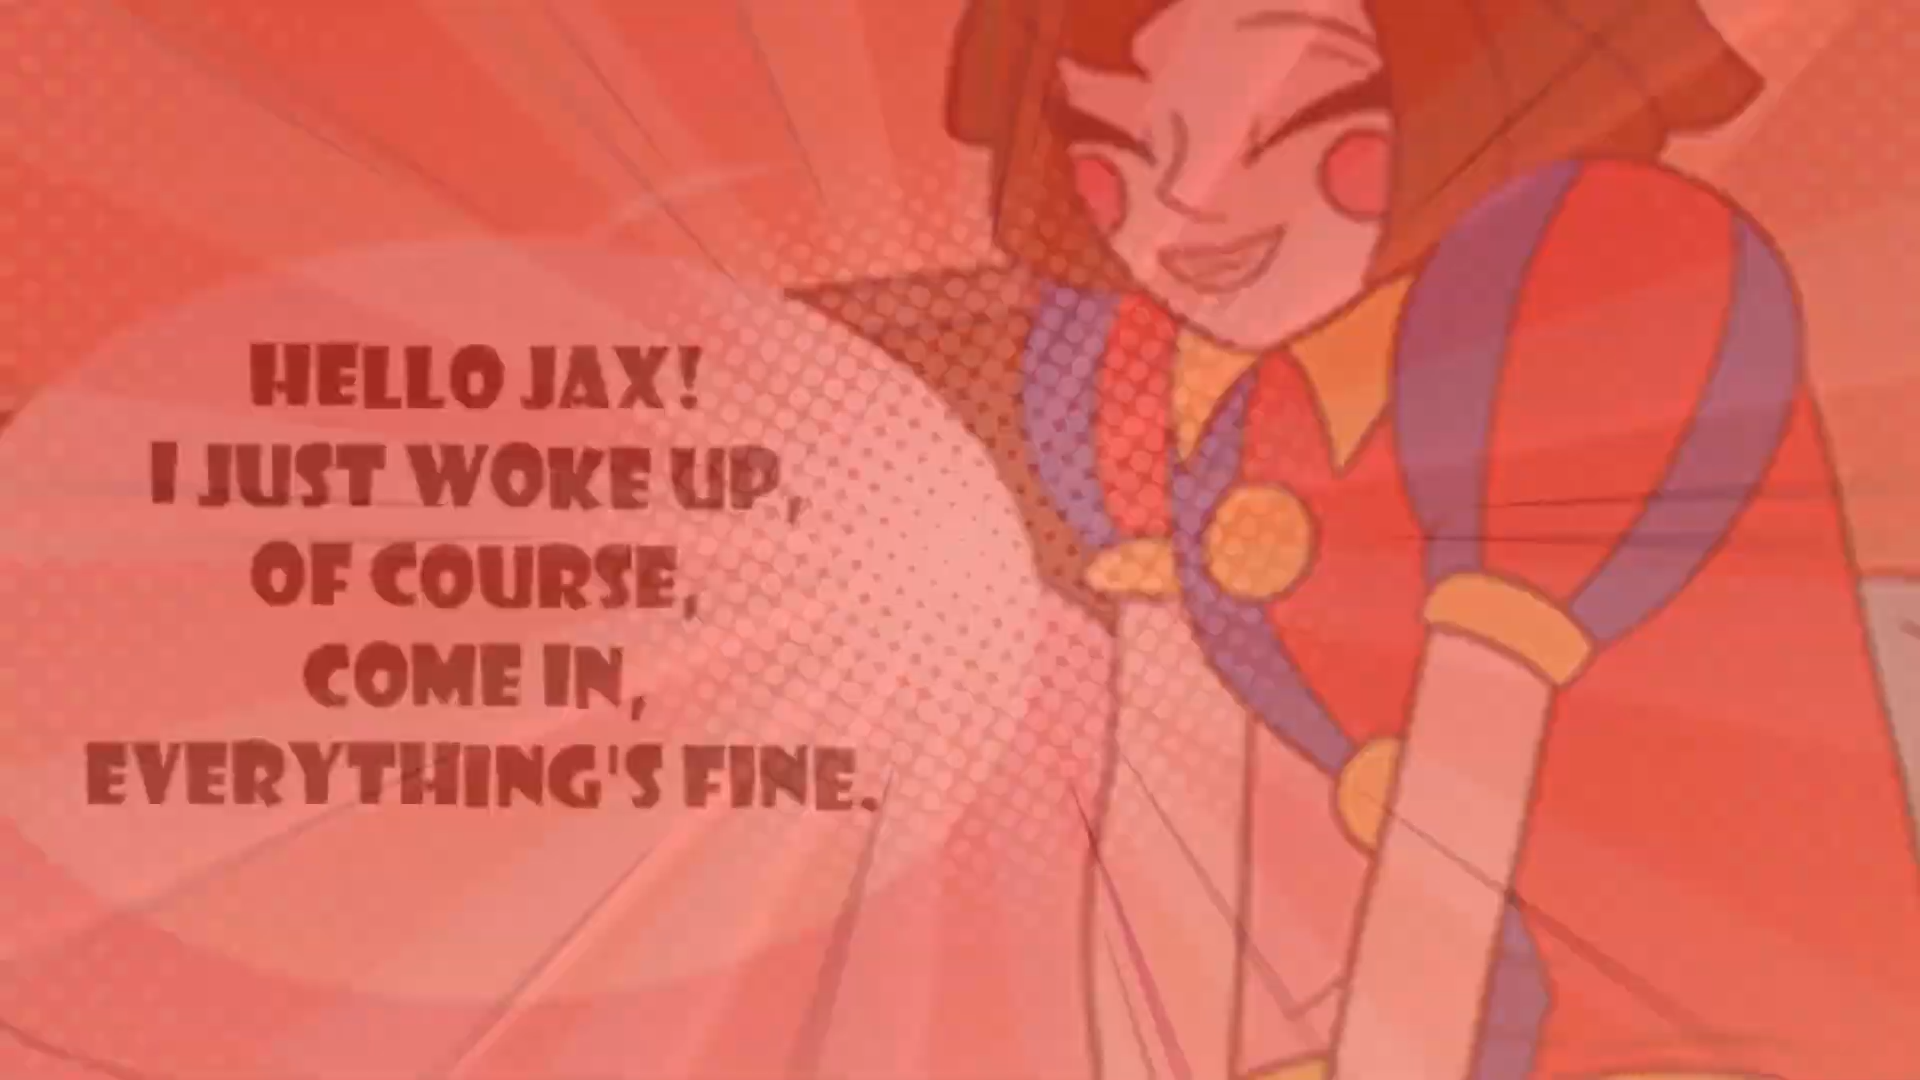 HELLO JAX!
I JUST WOKE UP,
OF COURSE,
COME IN,
EVERYTHING'S FINE.